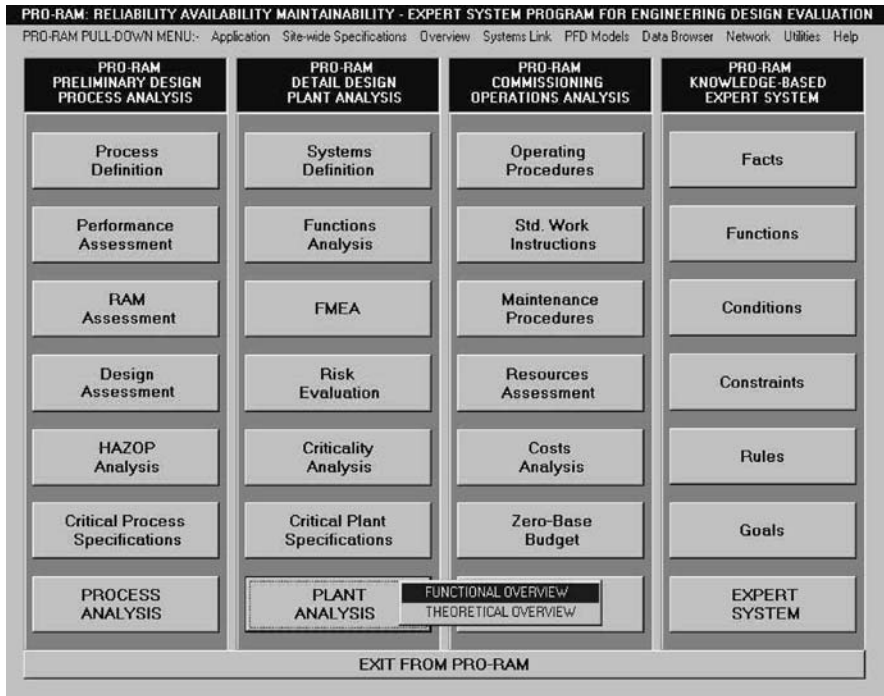 PRO-RAM: RELIABILITY AVAILABILITY MAINTAINABILITY - EXPERT SYSTEM PROGRAM FOR ENGINEERING DESIGN EVALUATION
PRO-RAM PULL-DOWN MENU:- Application Site-wide Specifications Overview Systems Link PFD Models Data Browser Network Utilities Help
PRO-RAM
PRELIMINARY DESIGN
PROCESS ANALYSIS
Process
Definition
Performance
Assessment
RAM
Assessment
Design
Assessment
HAZOP
Analysis
Critical Process
Specifications
PROCESS
ANALYSIS
PRO-RAM
DETAIL DESIGN
PLANT ANALYSIS
Systems
Definition
Functions
Analysis
FMEA
Risk
Evaluation
Criticality
Analysis
Critical Plant
Specifications
PLANT
ANALYSIS
FUNCTIONAL OVERVIEW
THEORETICAL OVERVIEW
PRO-RAM
COMMISSIONING
OPERATIONS ANALYSIS
Operating
Procedures
Std. Work
Instructions
Maintenance
Procedures
Resources
Assessment
Costs
Analysis
Zero-Base
Budget
PRO-RAM
KNOWLEDGE-BASED
EXPERT SYSTEM
Facts
Functions
Conditions
Constraints
Rules
Goals
EXPERT
SYSTEM
EXIT FROM PRO-RAM